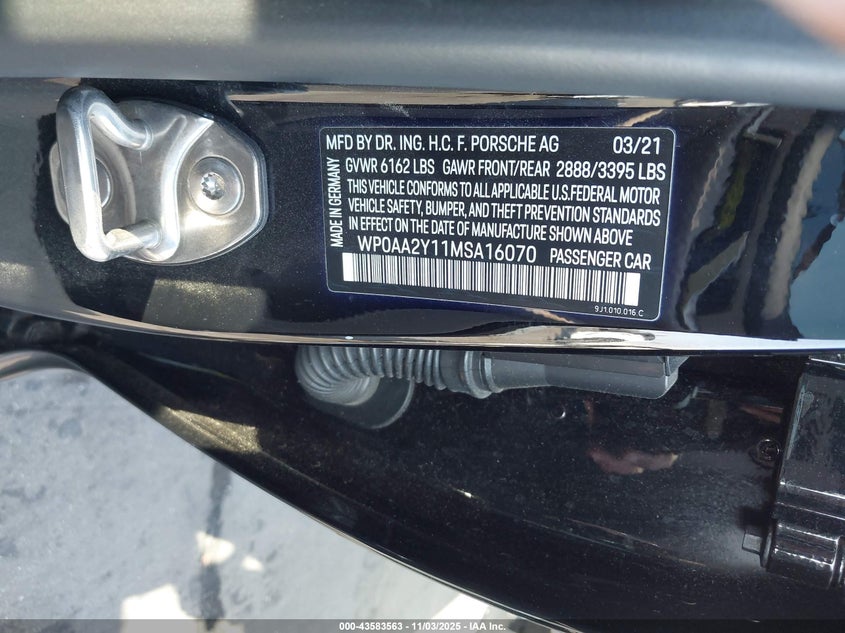 MFD BY DR. ING. H.C. F. PORSCHE AG 03/21
GVWR 6162 LBS GAWR FRONT/REAR 2888/3395 LBS
THIS VEHICLE CONFORMS TO ALL APPLICABLE U.S.FEDERAL MOTOR
VEHICLE SAFETY, BUMPER, AND THEFT PREVENTION STANDARDS
IN EFFECT ON THE DATE OF MANUFACTURE SHOWN ABOVE
WP0AA2Y11MSA16070 PASSENGER CAR
MADE IN GERMANY
9J1.010.016.C
000-43583563 — 11/03/2025 — IAA Inc.